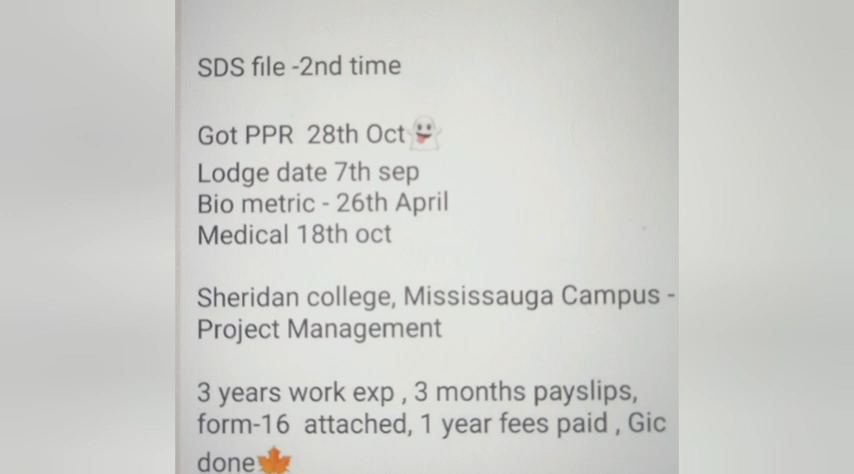 SDS file -2nd time
Got PPR 28th Oct👻
Lodge date 7th sep
Bio metric - 26th April
Medical 18th oct
Sheridan college, Mississauga Campus -
Project Management
3 years work exp , 3 months payslips,
form-16 attached, 1 year fees paid , Gic
done🍁